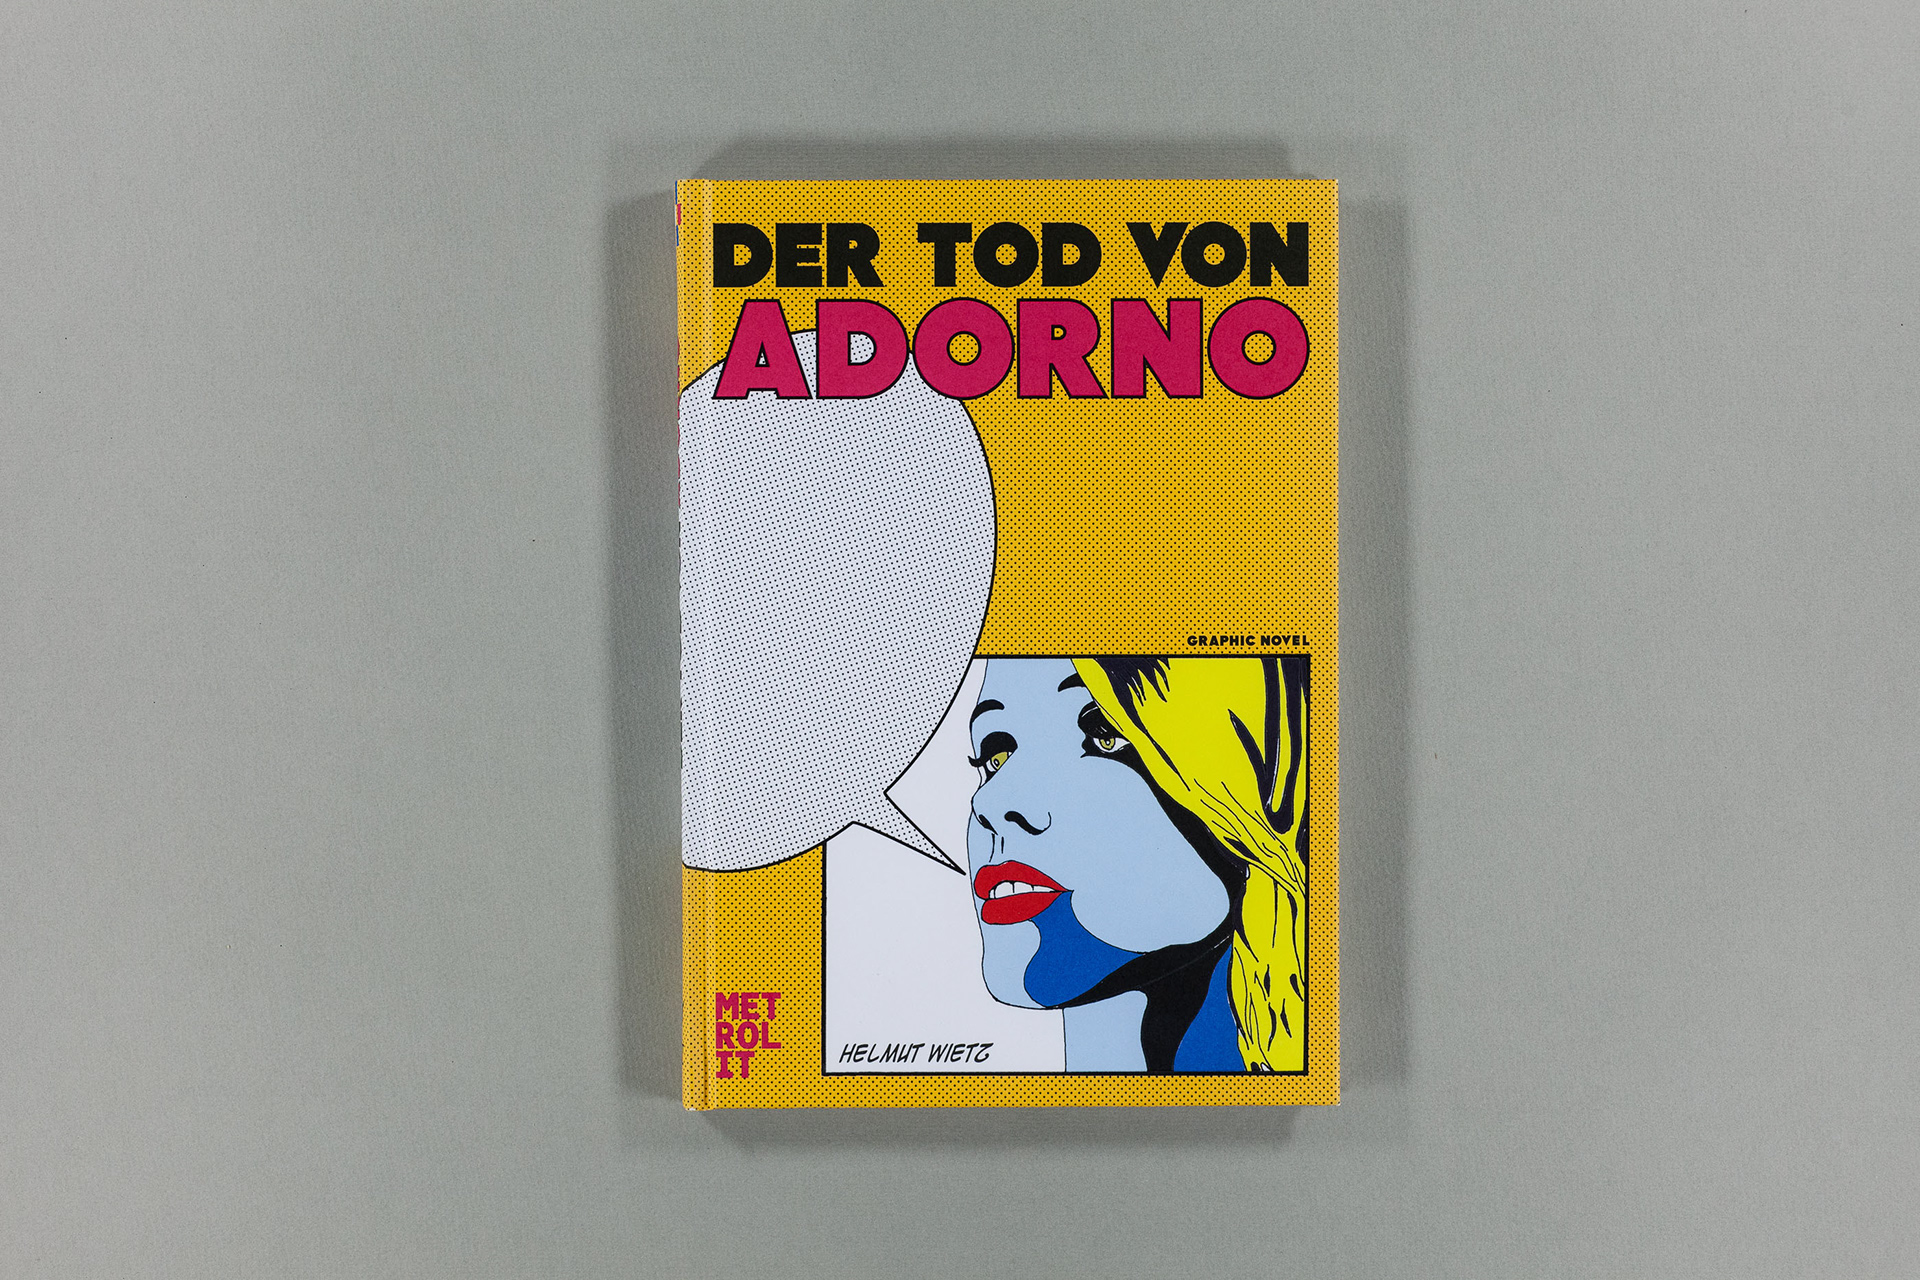 DER TOD VON
ADORNO
GRAPHIC NOVEL
HELMUT WIETZ
MET
ROL
IT